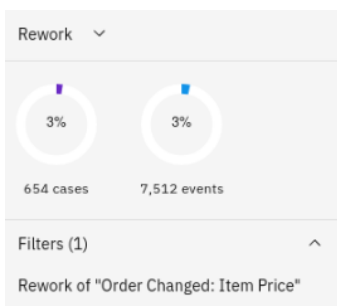 Rework
3% 3%
654 cases 7,512 events
Filters (1)
Rework of "Order Changed: Item Price"